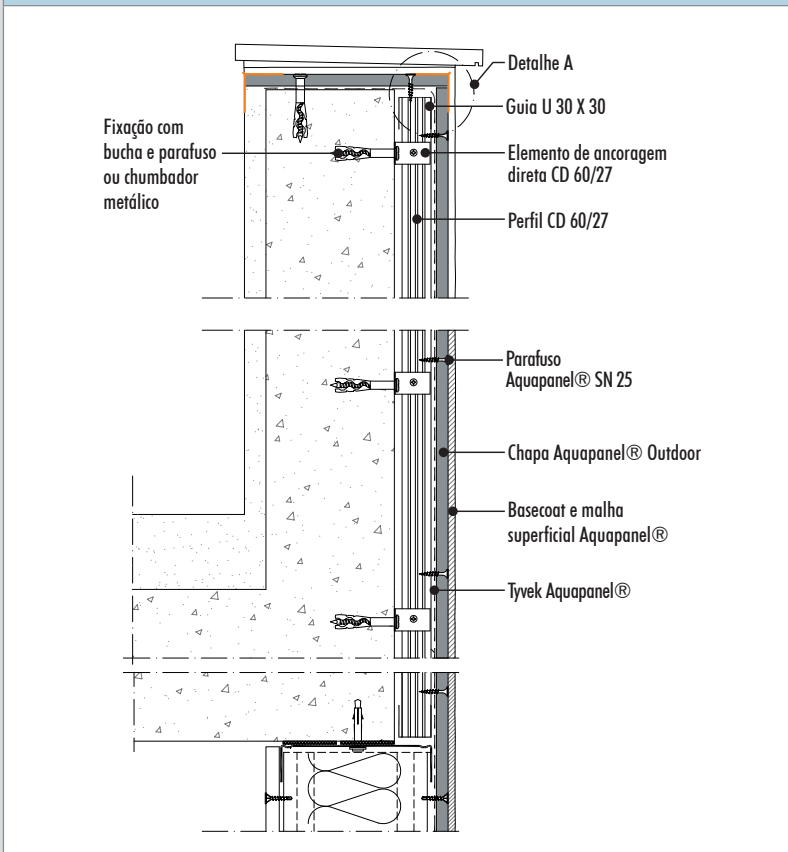 Detalhe A
Guia U 30 X 30
Fixação com
bucha e parafuso
ou chumbador
metálico
Elemento de ancoragem
direta CD 60/27
Perfil CD 60/27
Parafuso
Aquapanel® SN 25
Chapa Aquapanel® Outdoor
Basecoat e malha
superficial Aquapanel®
Tyvek Aquapanel®